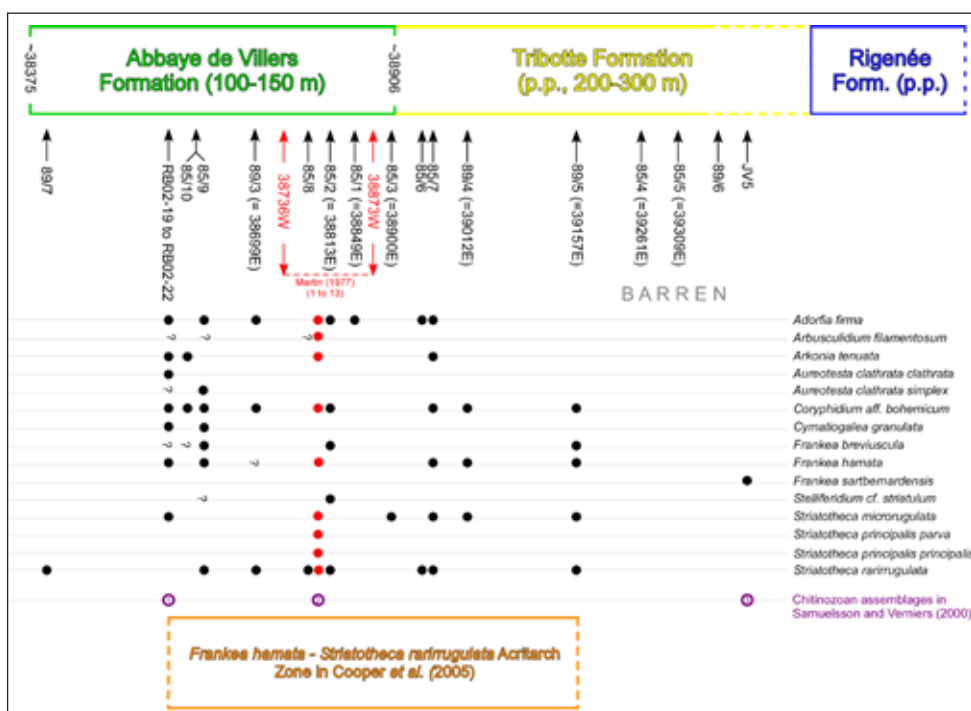 Abbaye de Villers
Formation (100-150 m)
Tribotte Formation
(p.p., 200-300 m)
Rigenée
Form. (p.p.)
~38375
~38906
89/7
RB02-19 to RB02-22
85/10
85/9
89/3 (= 38699E)
38736W
85/8
85/2 (= 38813E)
85/1 (=38849E)
38873W
85/3 (=38900E)
85/6
85/7
89/4 (=39012E)
89/5 (=39157E)
85/4 (=39261E)
85/5 (=39309E)
89/6
JV5
Martin (1977)
(1 to 13)
BARREN
Adorfia firma
? ? ? Arbusculidium filamentosum
Arkonia tenuata
Aureotesta clathrata clathrata
? Aureotesta clathrata simplex
Coryphidium aff. bohemicum
Cymatiogalea granulata
? ? Frankea breviuscula
? Frankea hamata
Frankea sartbernardensis
? Stelliferidium cf. striatulum
Striatotheca microrugulata
Striatotheca principalis parva
Striatotheca principalis principalis
Striatotheca rarirrugulata
Chitinozoan assemblages in
Samuelsson and Verniers (2000)
Frankea hamata - Striatotheca rarirrugulata Acritarch
Zone in Cooper et al. (2005)